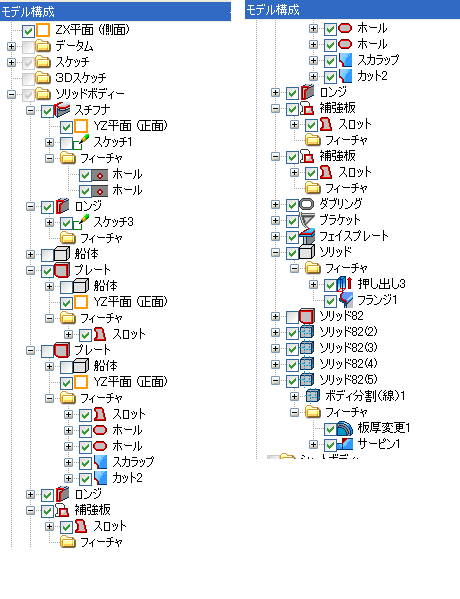 モデル構成
ZX平面 (側面)
データム
スケッチ
3Dスケッチ
ソリッドボディー
スチフナ
YZ平面 (正面)
スケッチ1
フィーチャ
ホール
ホール
ロンジ
スケッチ3
フィーチャ
船体
プレート
船体
YZ平面 (正面)
フィーチャ
スロット
プレート
船体
YZ平面 (正面)
フィーチャ
スロット
ホール
ホール
スカラップ
カット2
ロンジ
補強板
スロット
フィーチャ
モデル構成
ホール
ホール
スカラップ
カット2
ロンジ
補強板
スロット
フィーチャ
補強板
スロット
フィーチャ
ダブリング
ブラケット
フェイスプレート
ソリッド
フィーチャ
押し出し3
フランジ1
ソリッド82
ソリッド82(2)
ソリッド82(3)
ソリッド82(4)
ソリッド82(5)
ボディ分割(線)1
フィーチャ
板厚変更1
サーピン1